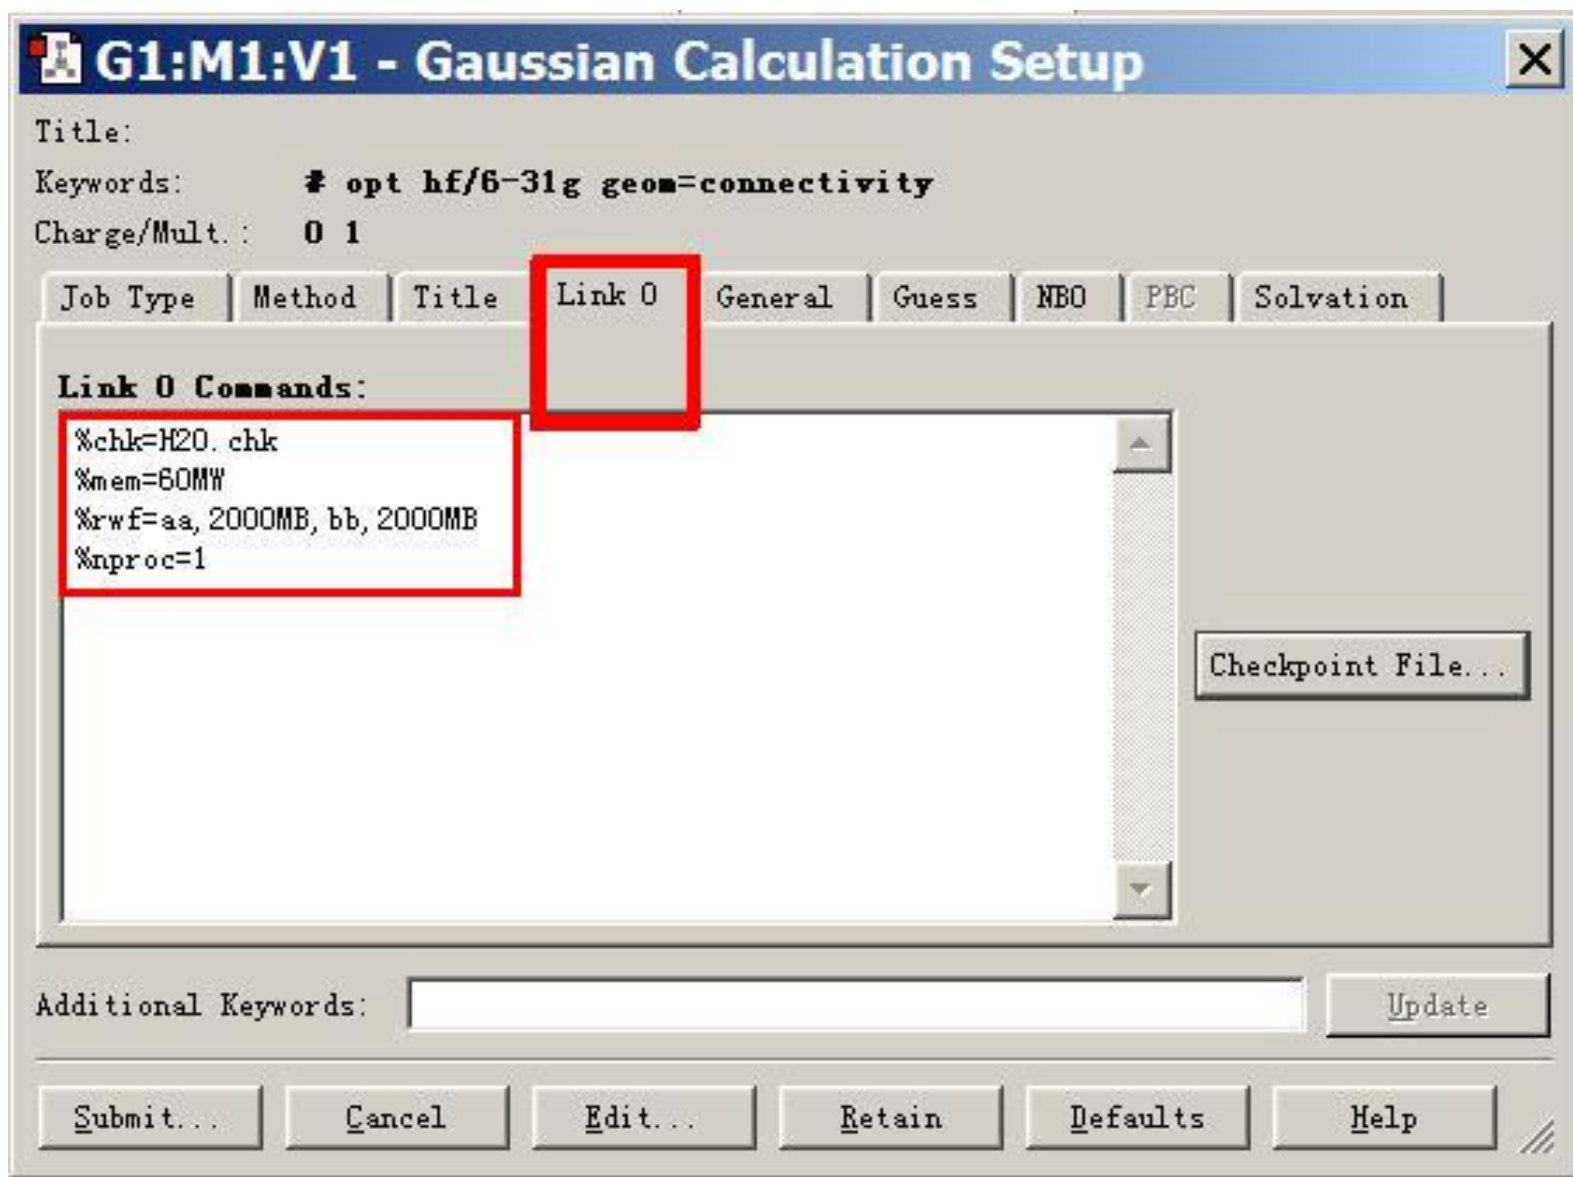 G1:M1:V1 - Gaussian Calculation Setup
Title:
Keywords: # opt hf/6-31g geom=connectivity
Charge/Mult.: 0 1
Job Type Method Title Link 0 General Guess NBO PBC Solvation
Link 0 Commands:
%chk=H2O.chk
%mem=60MW
%rwf=aa,2000MB,bb,2000MB
%nproc=1
Checkpoint File...
Additional Keywords: Update
Submit... Cancel Edit... Retain Defaults Help